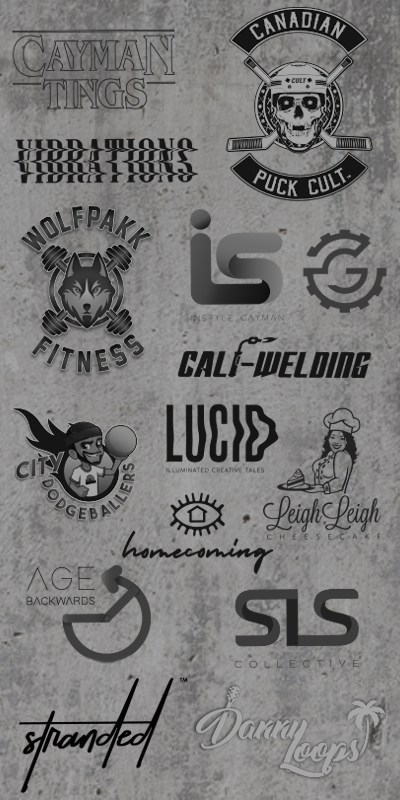 CAYMAN
TINGS
CANADIAN
CULT
PUCK CULT.
VIBRATIONS
WOLFPAKK
FITNESS
is
INSTYLE CAYMAN
G
CALI-WELDING
CITY
DODGEBALLERS
LUCID
ILLUMINATED CREATIVE TALES
LeighLeigh
CHEESECAKE
homecoming
AGE
BACKWARDS
SLS
COLLECTIVE
stranded™
Danny
Loops